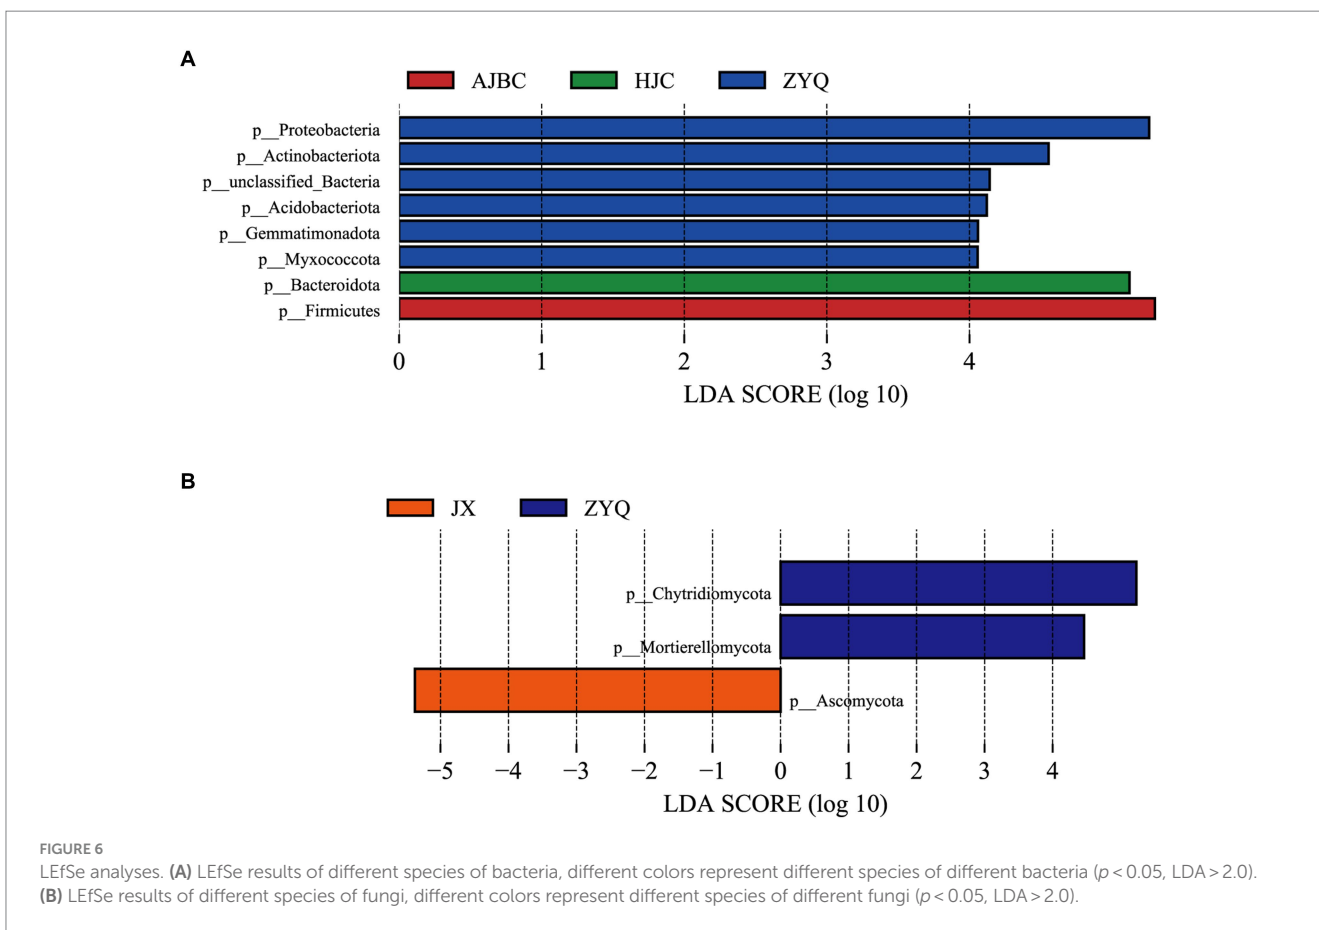 A
AJBC HJC ZYQ
p__Proteobacteria
p__Actinobacteriota
p__unclassified_Bacteria
p__Acidobacteriota
p__Gemmatimonadota
p__Myxococcota
p__Bacteroidota
p__Firmicutes
0 1 2 3 4
LDA SCORE (log 10)
B
JX ZYQ
p__Chytridiomycota
p__Mortierellomycota
p__Ascomycota
−5 −4 −3 −2 −1 0 1 2 3 4
LDA SCORE (log 10)
FIGURE 6
LEfSe analyses. (A) LEfSe results of different species of bacteria, different colors represent different species of different bacteria (p < 0.05, LDA > 2.0).
(B) LEfSe results of different species of fungi, different colors represent different species of different fungi (p < 0.05, LDA > 2.0).